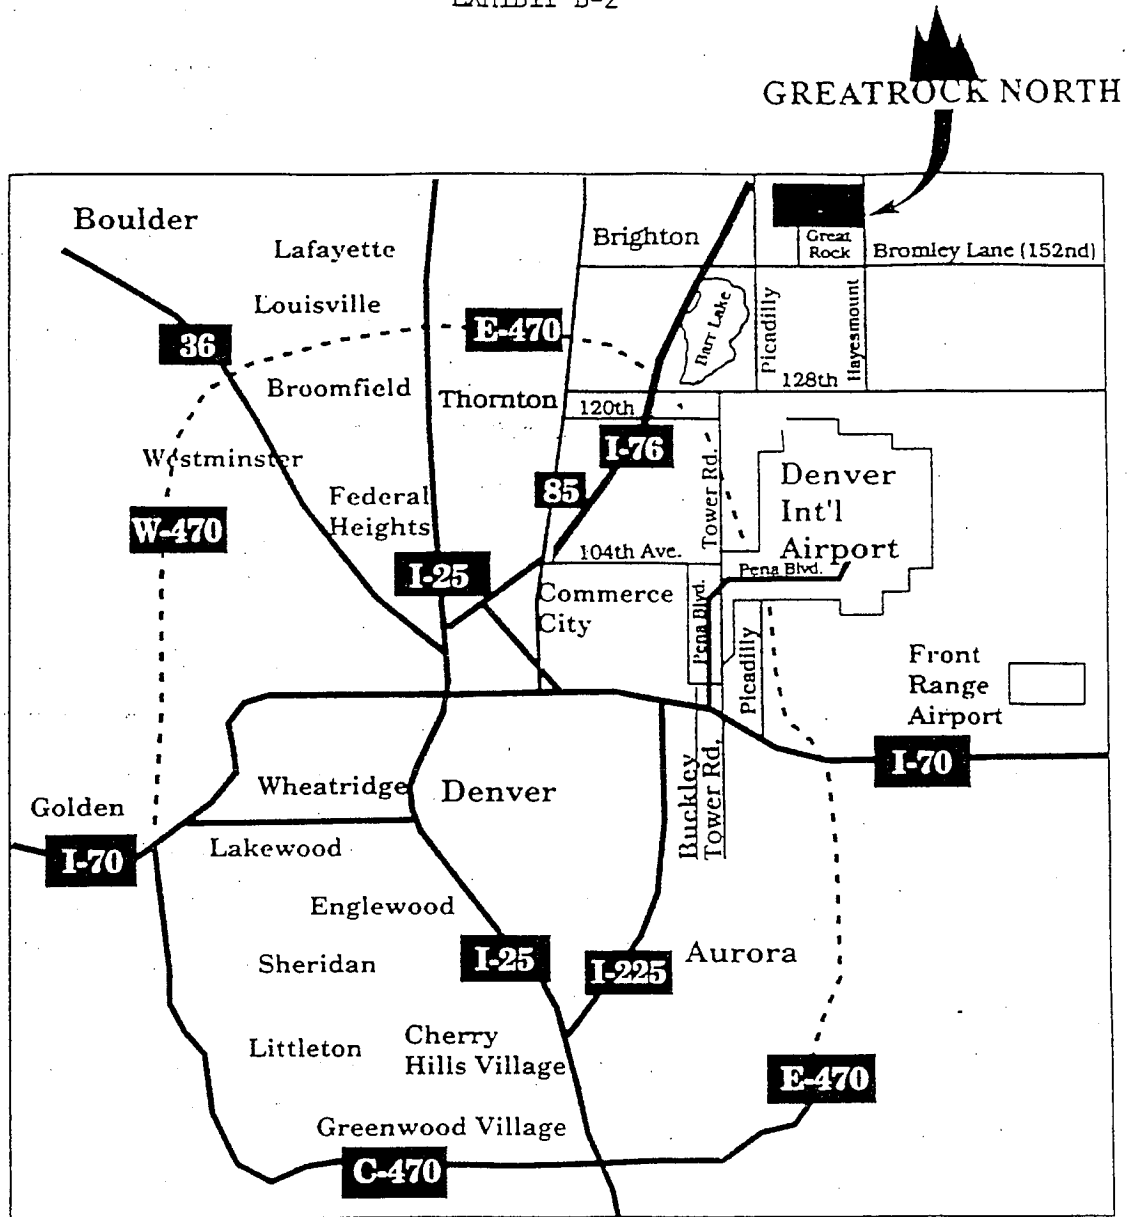 EXHIBIT B-2
GREATROCK NORTH
Boulder
Lafayette
Brighton
Great
Rock
Bromley Lane (152nd)
Louisville
E-470
36
Barr Lake
Picadilly
Hayesmount
Broomfield
Thornton
128th
120th
I-76
Westminster
Tower Rd.
Denver
Int'l
Airport
85
Federal
Heights
W-470
104th Ave.
Pena Blvd.
I-25
Commerce
City
Pena Blvd.
Picadilly
Front
Range
Airport
I-70
Wheatridge
Denver
Buckley
Tower Rd.
Golden
I-70
Lakewood
Englewood
Sheridan
I-25
I-225
Aurora
Littleton
Cherry
Hills Village
E-470
Greenwood Village
C-470